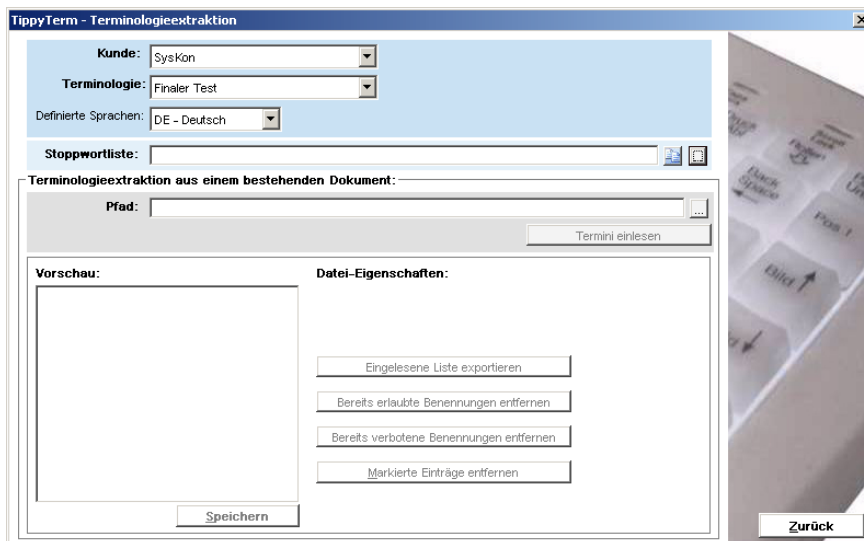 TippyTerm - Terminologieextraktion
Kunde: SysKon
Terminologie: Finaler Test
Definierte Sprachen: DE - Deutsch
Stoppwortliste:
Terminologieextraktion aus einem bestehenden Dokument:
Pfad: ...
Termini einlesen
Vorschau: Datei-Eigenschaften:
Eingelesene Liste exportieren
Bereits erlaubte Benennungen entfernen
Bereits verbotene Benennungen entfernen
Markierte Einträge entfernen
Speichern
Zurück
Rollen
Back
Space
Pos 1
Bild